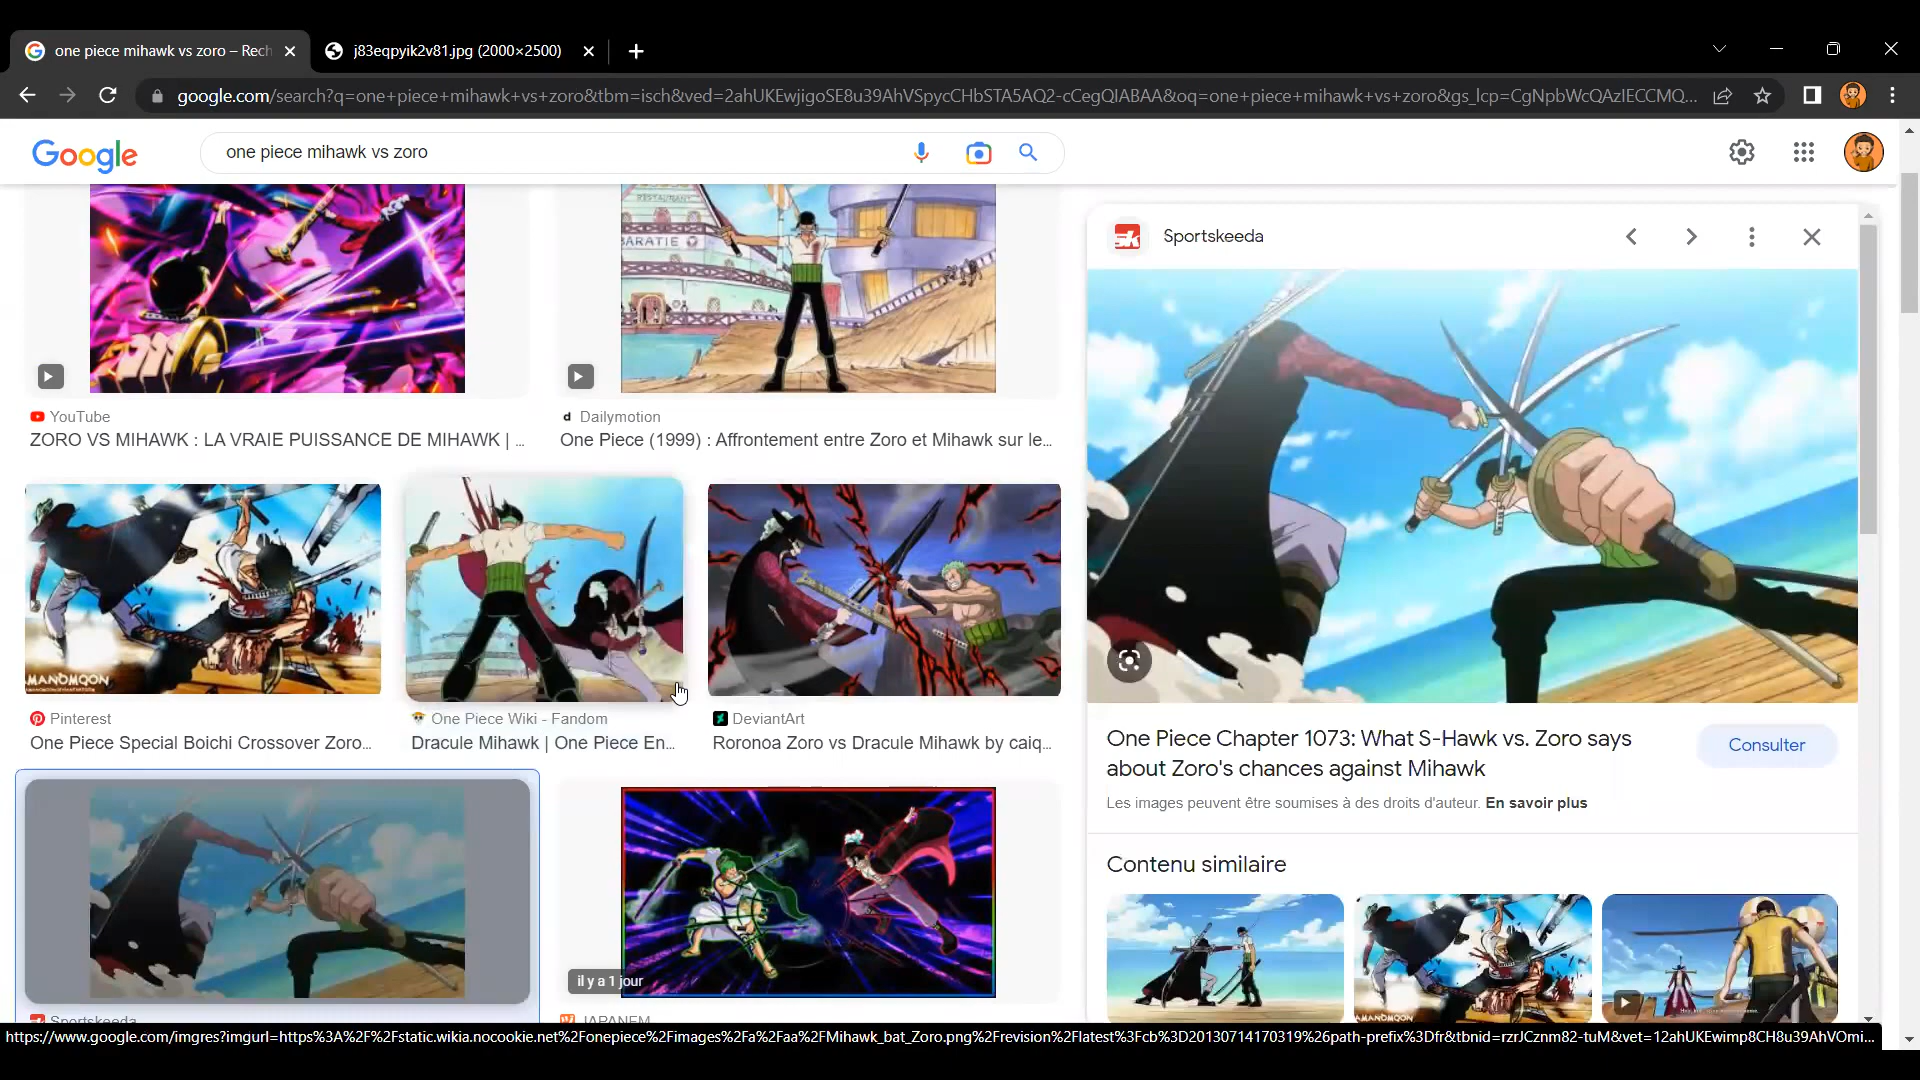 one piece mihawk vs zoro – Rech
j83eqpyik2v81.jpg (2000×2500)
google.com/search?q=one+piece+mihawk+vs+zoro&tbm=isch&ved=2ahUKEwjigoSE8u39AhVSpycCHbSTA5AQ2-cCegQIABAA&oq=one+piece+mihawk+vs+zoro&gs_lcp=CgNpbWcQAzIECCMQ...
Google
one piece mihawk vs zoro
RESTAURANT
BARATIE
Sportskeeda
YouTube
Dailymotion
ZORO VS MIHAWK : LA VRAIE PUISSANCE DE MIHAWK | ...
One Piece (1999) : Affrontement entre Zoro et Mihawk sur le...
AMANOMOON
Pinterest
One Piece Wiki - Fandom
DeviantArt
One Piece Special Boichi Crossover Zoro...
Dracule Mihawk | One Piece En...
Roronoa Zoro vs Dracule Mihawk by caiq...
One Piece Chapter 1073: What S-Hawk vs. Zoro says
about Zoro's chances against Mihawk
Consulter
Les images peuvent être soumises à des droits d'auteur. En savoir plus
Contenu similaire
il y a 1 jour
Sportskeeda
JAPANFM
https://www.google.com/imgres?imgurl=https%3A%2F%2Fstatic.wikia.nocookie.net%2Fonepiece%2Fimages%2Fa%2Faa%2FMihawk_bat_Zoro.png%2Frevision%2Flatest%3Fcb%3D20130714170319%26path-prefix%3Dfr&tbnid=rzrJCznm82-tuM&vet=12ahUKEwimp8CH8u39AhVOmi...